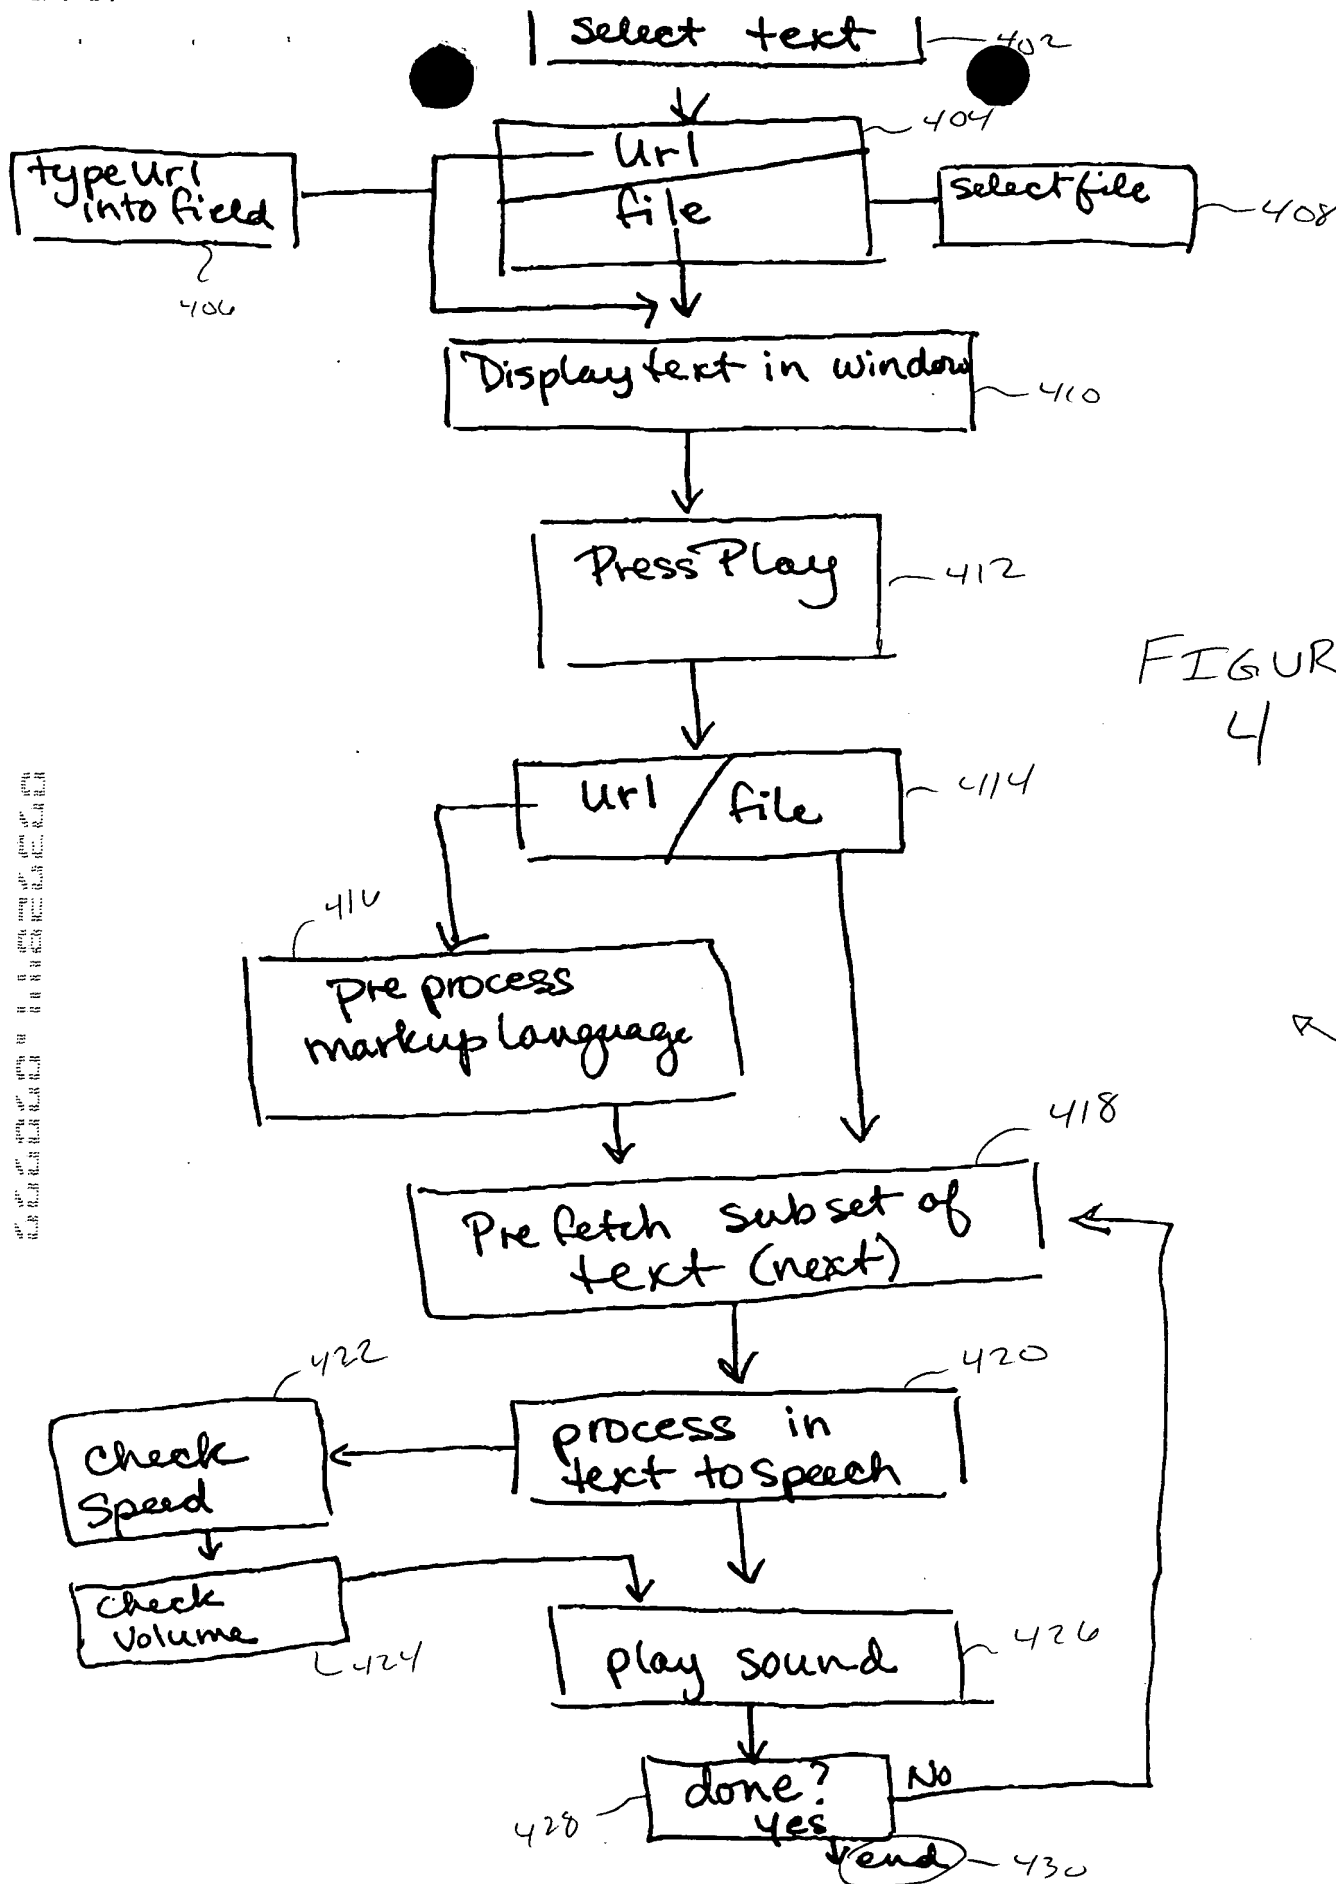 select text
402
url
404
type url
into field
file
select file
408
406
Display text in window
410
Press Play
412
FIGUR
4
url / file
414
416
Pre process
markup language
418
Pre fetch subset of
text (next)
422
420
check
speed
process in
text to speech
check
volume
424
play sound
426
done?
No
yes
428
end
430